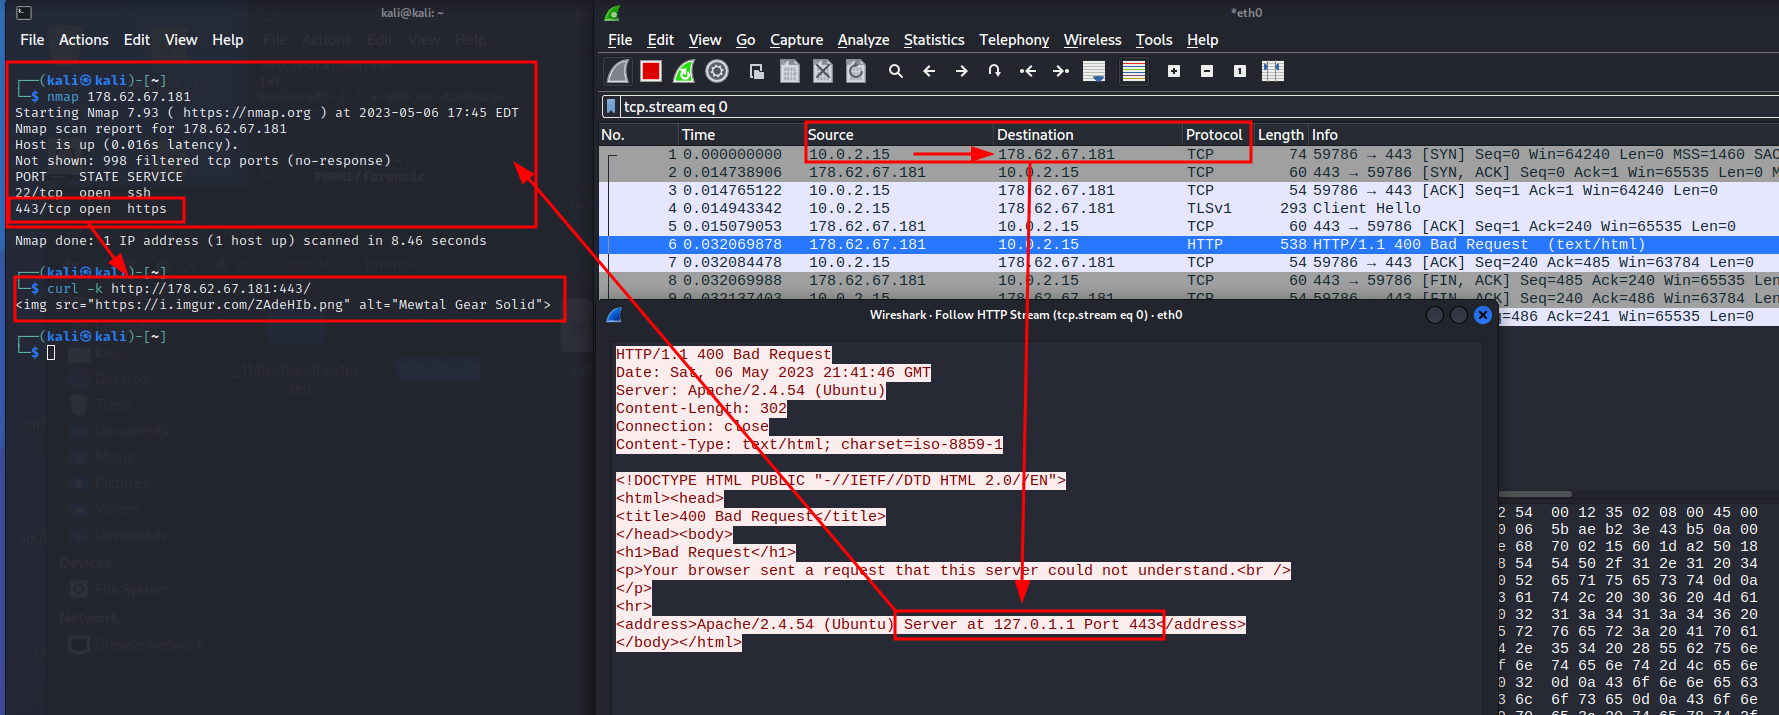 kali@kali: ~
File Actions Edit View Help
┌──(kali㉿kali)-[~]
└─$ nmap 178.62.67.181
Starting Nmap 7.93 ( https://nmap.org ) at 2023-05-06 17:45 EDT
Nmap scan report for 178.62.67.181
Host is up (0.016s latency).
Not shown: 998 filtered tcp ports (no-response)
PORT STATE SERVICE
22/tcp open ssh
443/tcp open https
Nmap done: 1 IP address (1 host up) scanned in 8.46 seconds
┌──(kali㉿kali)-[~]
└─$ curl -k http://178.62.67.181:443/
<img src="https://i.imgur.com/ZAdeHIb.png" alt="Mewtal Gear Solid">
┌──(kali㉿kali)-[~]
└─$
PWNME/forensic
_11.firefox.elf.extra
cted
11.firefox.elf
Desktop
Trash
Documents
Music
Pictures
Videos
Downloads
Devices
File System
Network
Browse Network
*eth0
File Edit View Go Capture Analyze Statistics Telephony Wireless Tools Help
tcp.stream eq 0
No. Time Source Destination Protocol Length Info
1 0.000000000 10.0.2.15 178.62.67.181 TCP 74 59786 → 443 [SYN] Seq=0 Win=64240 Len=0 MSS=1460 SAC
2 0.014738906 178.62.67.181 10.0.2.15 TCP 60 443 → 59786 [SYN, ACK] Seq=0 Ack=1 Win=65535 Len=0 M
3 0.014765122 10.0.2.15 178.62.67.181 TCP 54 59786 → 443 [ACK] Seq=1 Ack=1 Win=64240 Len=0
4 0.014943342 10.0.2.15 178.62.67.181 TLSv1 293 Client Hello
5 0.015079053 178.62.67.181 10.0.2.15 TCP 60 443 → 59786 [ACK] Seq=1 Ack=240 Win=65535 Len=0
6 0.032069878 178.62.67.181 10.0.2.15 HTTP 538 HTTP/1.1 400 Bad Request (text/html)
7 0.032084478 10.0.2.15 178.62.67.181 TCP 54 59786 → 443 [ACK] Seq=240 Ack=485 Win=63784 Len=0
8 0.032069988 178.62.67.181 10.0.2.15 TCP 60 443 → 59786 [FIN, ACK] Seq=485 Ack=240 Win=65535 Len
9 0.032137403 10.0.2.15 178.62.67.181 TCP 54 59786 → 443 [FIN, ACK] Seq=240 Ack=486 Win=63784 Len
=486 Ack=241 Win=65535 Len=0
Wireshark · Follow HTTP Stream (tcp.stream eq 0) · eth0
HTTP/1.1 400 Bad Request
Date: Sat, 06 May 2023 21:41:46 GMT
Server: Apache/2.4.54 (Ubuntu)
Content-Length: 302
Connection: close
Content-Type: text/html; charset=iso-8859-1
<!DOCTYPE HTML PUBLIC "-//IETF//DTD HTML 2.0//EN">
<html><head>
<title>400 Bad Request</title>
</head><body>
<h1>Bad Request</h1>
<p>Your browser sent a request that this server could not understand.<br />
</p>
<hr>
<address>Apache/2.4.54 (Ubuntu) Server at 127.0.1.1 Port 443</address>
</body></html>
2 54 00 12 35 02 08 00 45 00
0 06 5b ae b2 3e 43 b5 0a 00
e 68 70 02 15 60 1d a2 50 18
8 54 54 50 2f 31 2e 31 20 34
0 52 65 71 75 65 73 74 0d 0a
3 61 74 2c 20 30 36 20 4d 61
0 32 31 3a 34 31 3a 34 36 20
5 72 76 65 72 3a 20 41 70 61
4 2e 35 34 20 28 55 62 75 6e
f 6e 74 65 6e 74 2d 4c 65 6e
0 32 0d 0a 43 6f 6e 6e 65 63
3 6c 6f 73 65 0d 0a 43 6f 6e